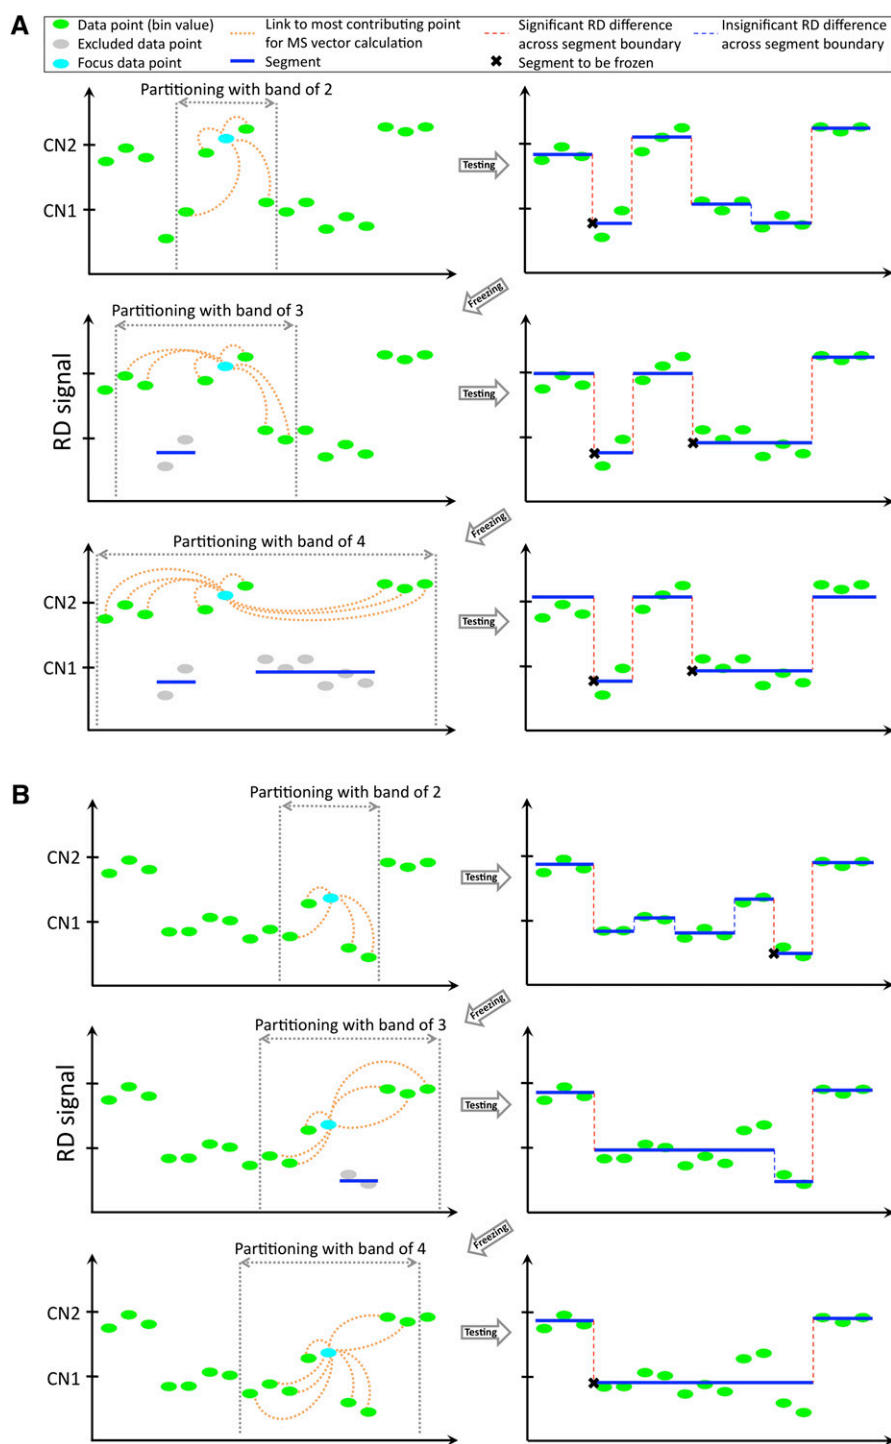 A
Data point (bin value)
Excluded data point
Focus data point
Link to most contributing point
for MS vector calculation
Segment
Significant RD difference
across segment boundary
Segment to be frozen
Insignificant RD difference
across segment boundary
Partitioning with band of 2
CN2
CN1
Testing
Freezing
Partitioning with band of 3
RD signal
Testing
Freezing
Partitioning with band of 4
CN2
CN1
Testing
B
Partitioning with band of 2
CN2
CN1
Testing
Freezing
Partitioning with band of 3
RD signal
Testing
Freezing
Partitioning with band of 4
CN2
CN1
Testing